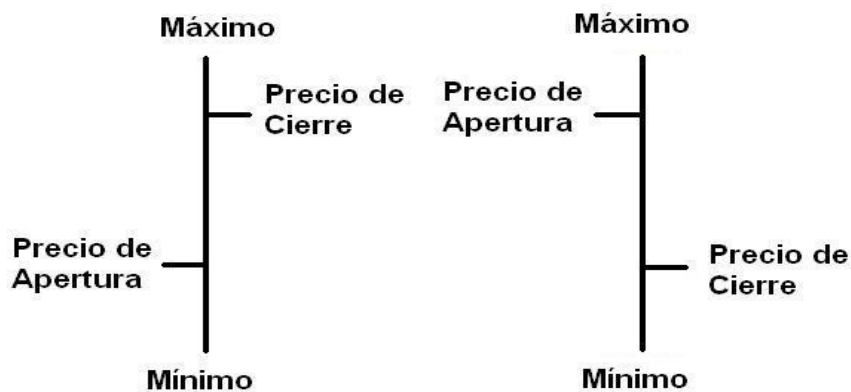 Máximo
Precio de
Cierre
Precio de
Apertura
Mínimo
Máximo
Precio de
Apertura
Precio de
Cierre
Mínimo